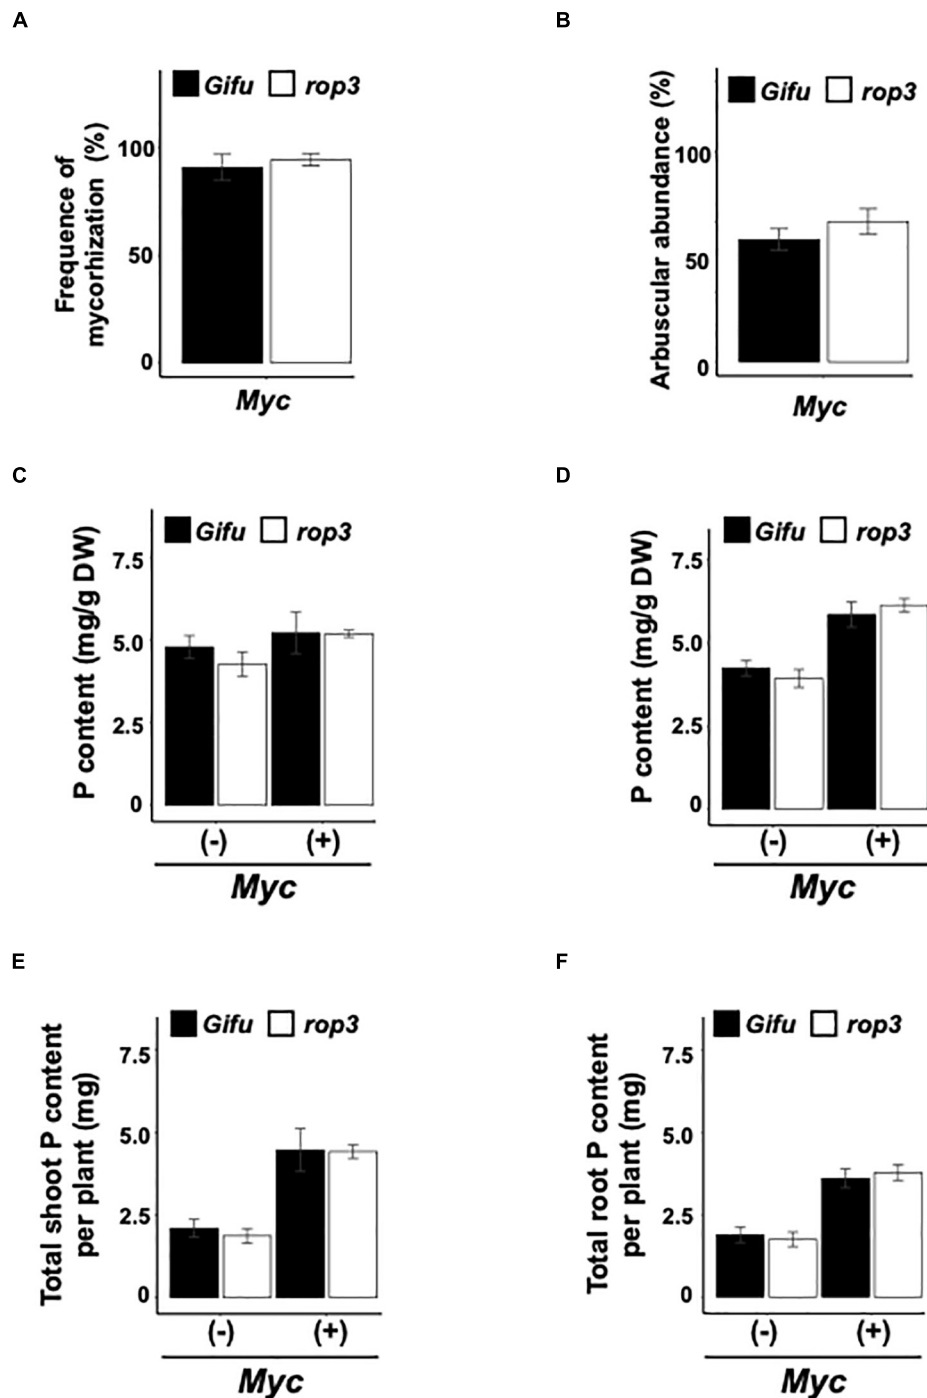 A
Gifu rop3
Frequence of
mycorhization (%)
100
50
0
Myc
B
Gifu rop3
Arbuscular abundance (%)
100
50
0
Myc
C
Gifu rop3
P content (mg/g DW)
7.5
5.0
2.5
0
(-) (+)
Myc
D
Gifu rop3
P content (mg/g DW)
7.5
5.0
2.5
0
(-) (+)
Myc
E
Gifu rop3
Total shoot P content
per plant (mg)
7.5
5.0
2.5
0
(-) (+)
Myc
F
Gifu rop3
Total root P content
per plant (mg)
7.5
5.0
2.5
0
(-) (+)
Myc